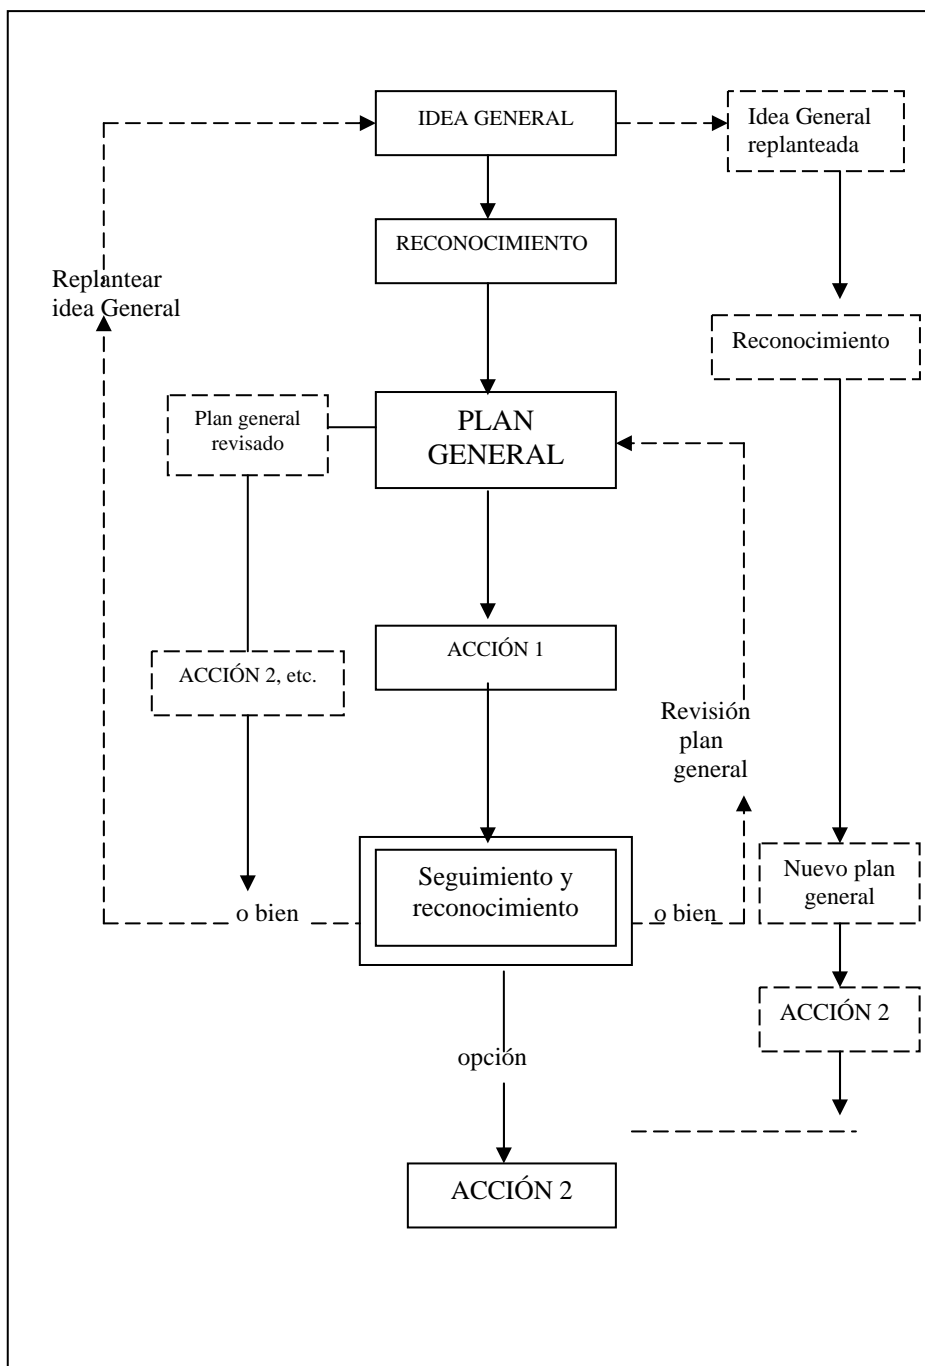 IDEA GENERAL
Idea General
replanteada
RECONOCIMIENTO
Replantear
idea General
Reconocimiento
Plan general
revisado
PLAN
GENERAL
ACCIÓN 1
ACCIÓN 2, etc.
Revisión
plan
general
Seguimiento y
reconocimiento
Nuevo plan
general
o bien
o bien
ACCIÓN 2
opción
ACCIÓN 2